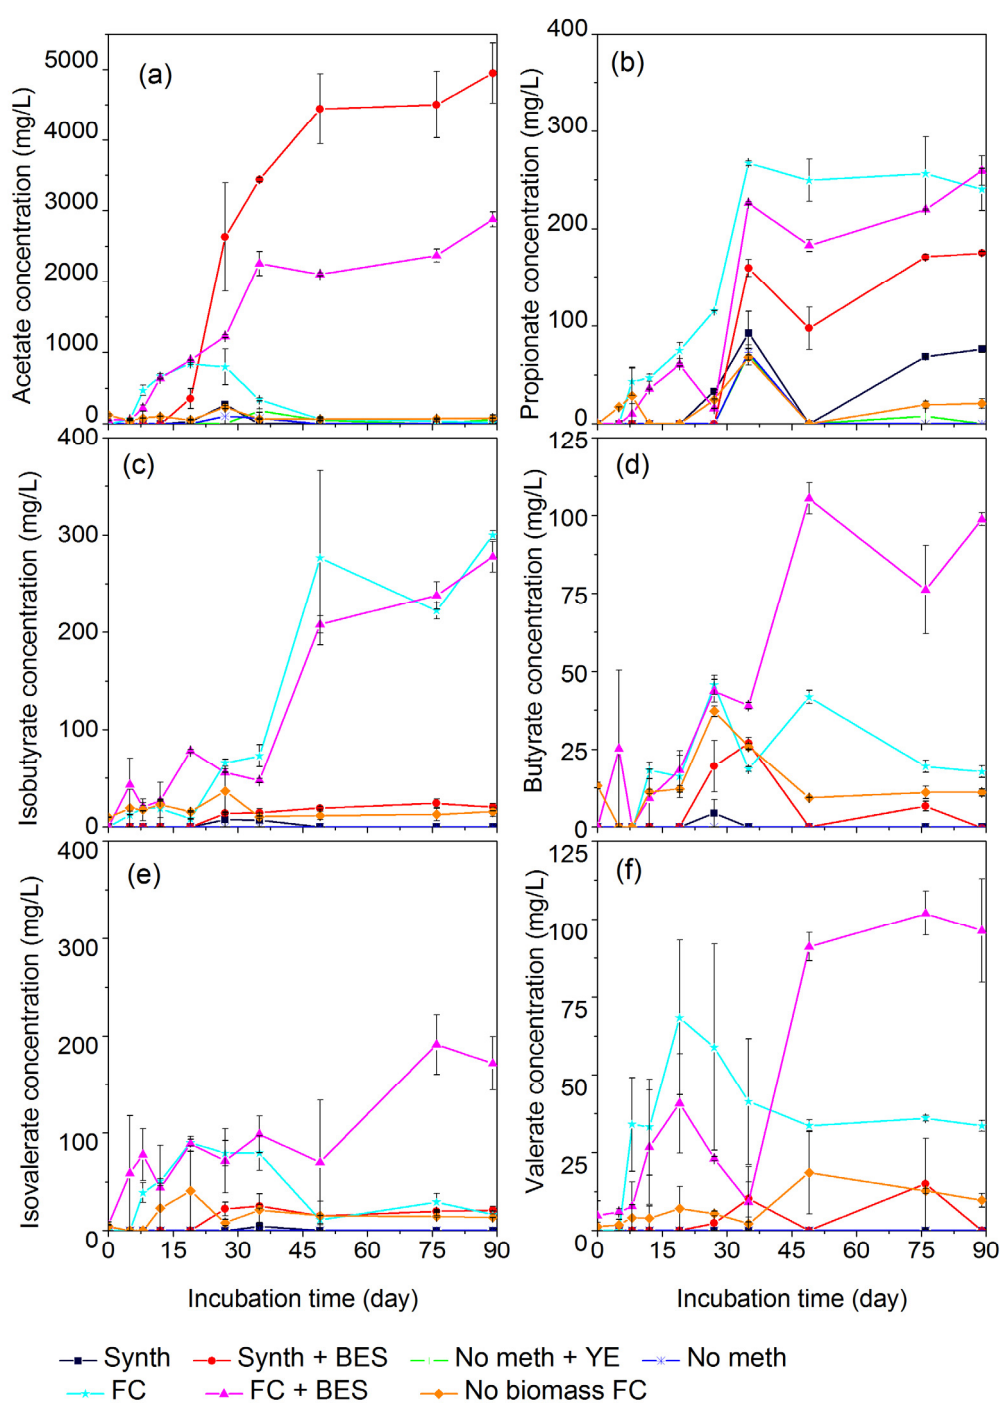 (a)
Acetate concentration (mg/L)
5000
4000
3000
2000
1000
0
(b)
Propionate concentration (mg/L)
400
300
200
100
0
(c)
Isobutyrate concentration (mg/L)
400
300
200
100
0
(d)
Butyrate concentration (mg/L)
125
100
75
50
25
0
(e)
Isovalerate concentration (mg/L)
400
300
200
100
0
0 15 30 45 60 75 90
Incubation time (day)
(f)
Valerate concentration (mg/L)
125
100
75
50
25
0
0 15 30 45 60 75 90
Incubation time (day)
Synth Synth + BES No meth + YE No meth
FC FC + BES No biomass FC